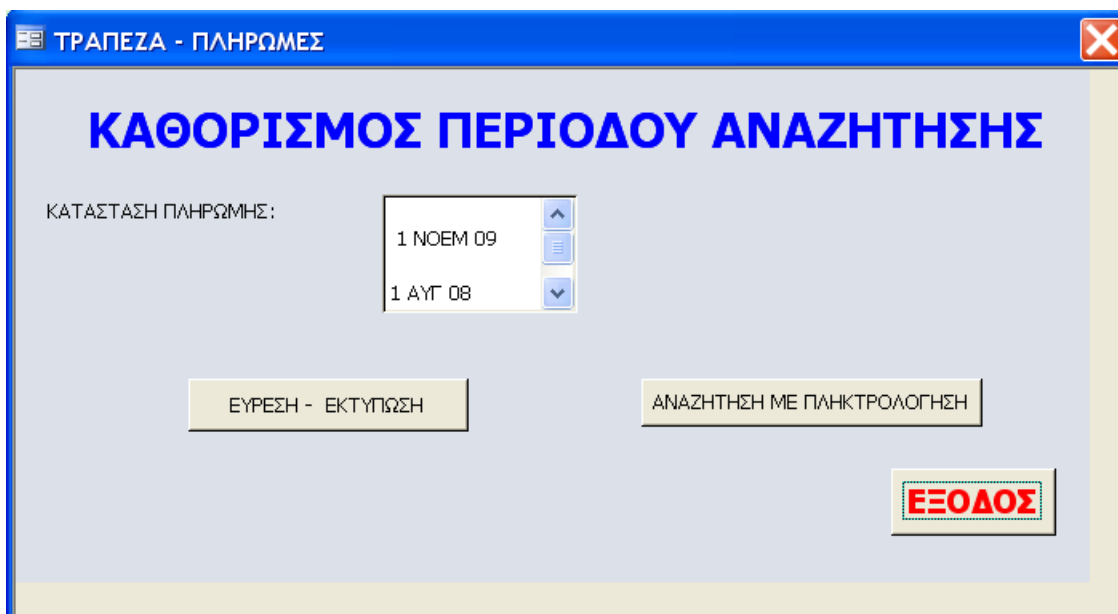 ΤΡΑΠΕΖΑ - ΠΛΗΡΩΜΕΣ
ΚΑΘΟΡΙΣΜΟΣ ΠΕΡΙΟΔΟΥ ΑΝΑΖΗΤΗΣΗΣ
ΚΑΤΑΣΤΑΣΗ ΠΛΗΡΩΜΗΣ:
1 ΝΟΕΜ 09
1 ΑΥΓ 08
ΕΥΡΕΣΗ - ΕΚΤΥΠΩΣΗ
ΑΝΑΖΗΤΗΣΗ ΜΕ ΠΛΗΚΤΡΟΛΟΓΗΣΗ
ΕΞΟΔΟΣ